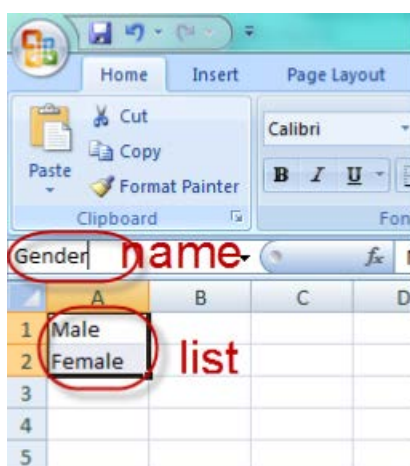 Home Insert Page Layout
Cut
Copy
Paste
Format Painter
Clipboard
Calibri
B I U
Fon
Gender name fx
A B C D
1 Male
2 Female list
3
4
5